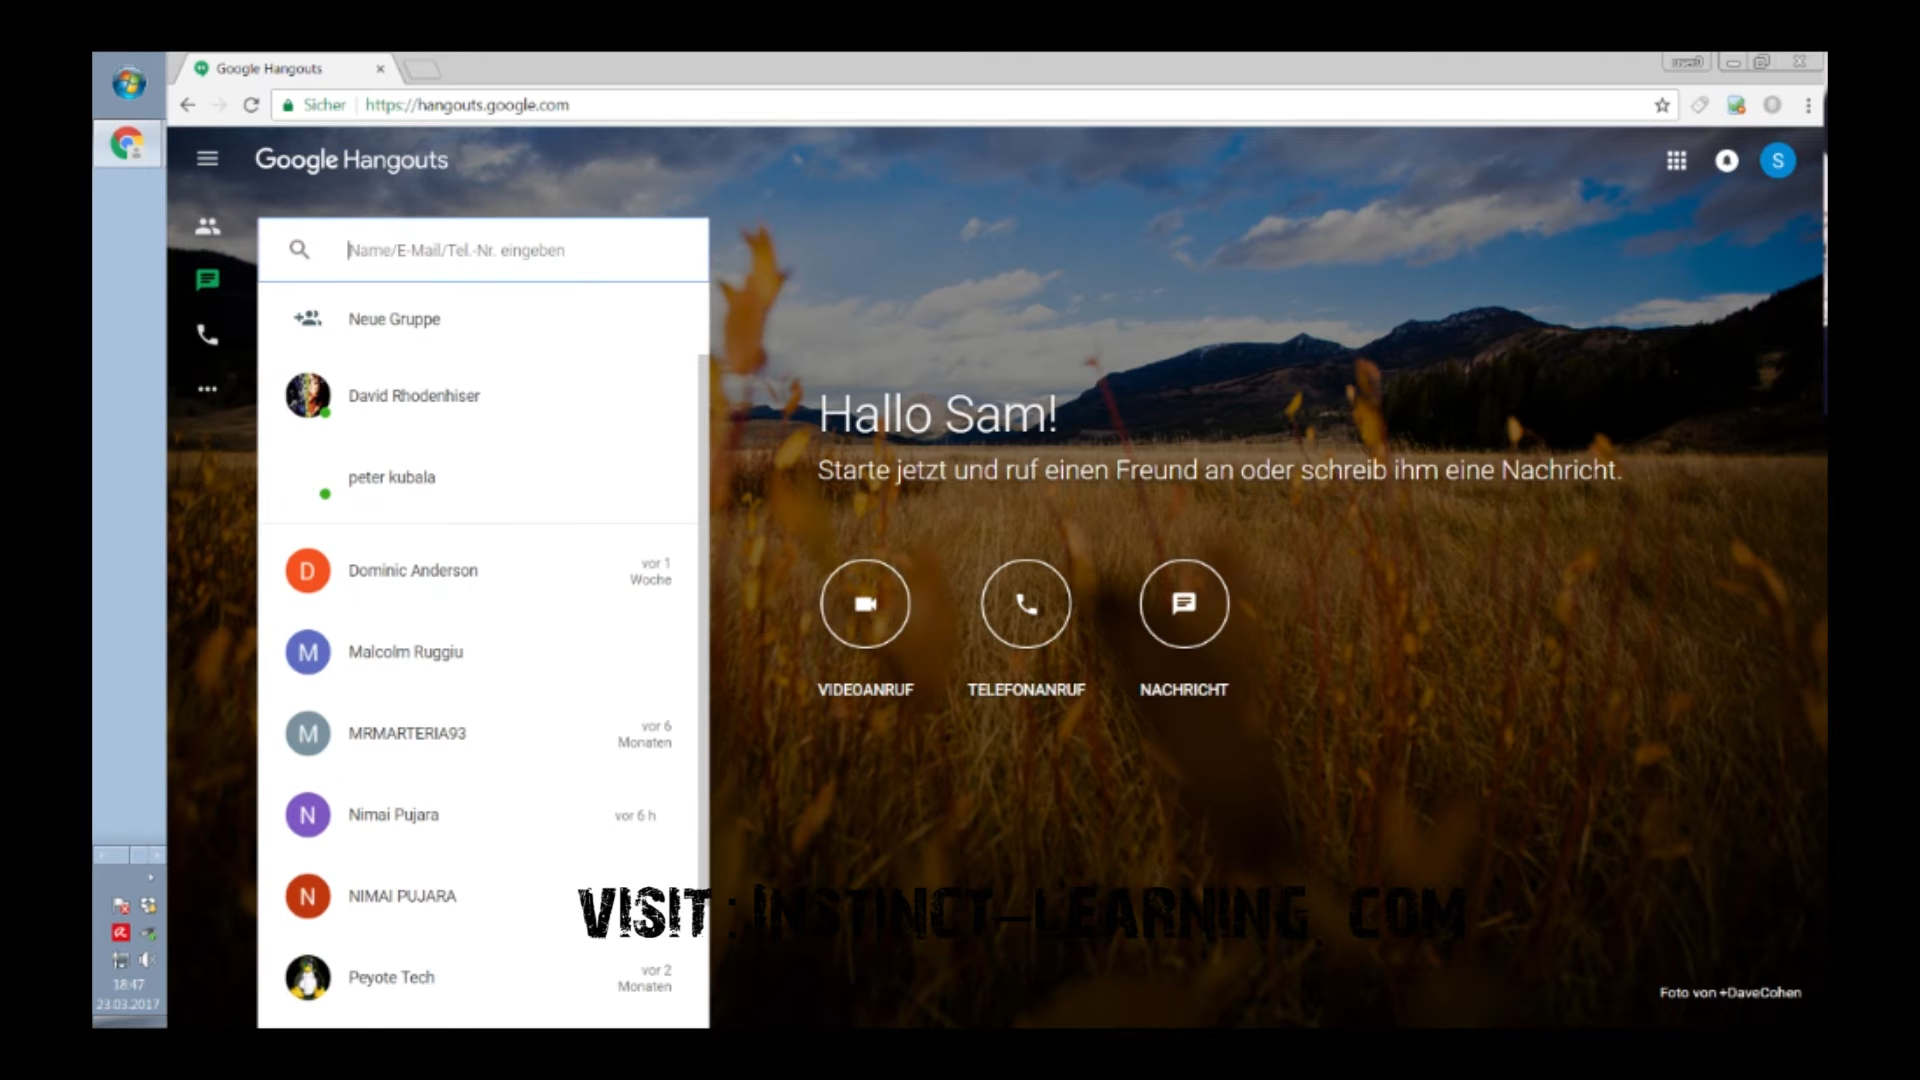 Google Hangouts
Sicher
https://hangouts.google.com
Google Hangouts
S
Name/E-Mail/Tel.-Nr. eingeben
Neue Gruppe
David Rhodenhiser
peter kubala
D
Dominic Anderson
vor 1
Woche
M
Malcolm Ruggiu
M
MRMARTERIA93
vor 6
Monaten
N
Nimai Pujara
vor 6 h
N
NIMAI PUJARA
Peyote Tech
vor 2
Monaten
Hallo Sam!
Starte jetzt und ruf einen Freund an oder schreib ihm eine Nachricht.
VIDEOANRUF
TELEFONANRUF
NACHRICHT
VISIT: INSTINCT-LEARNING. COM
Foto von +DaveCohen
18:47
23.03.2017